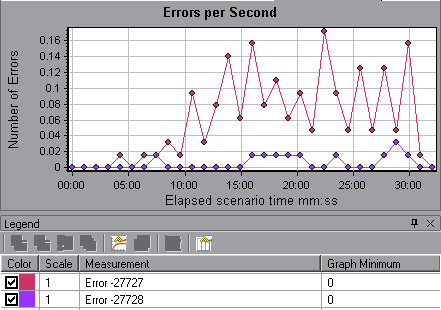 Errors per Second
Number of Errors
0.16
0.14
0.12
0.1
0.08
0.06
0.04
0.02
0
00:00 05:00 10:00 15:00 20:00 25:00 30:00
Elapsed scenario time mm:ss
Legend
Color Scale Measurement Graph Minimum
1 Error -27727 0
1 Error -27728 0